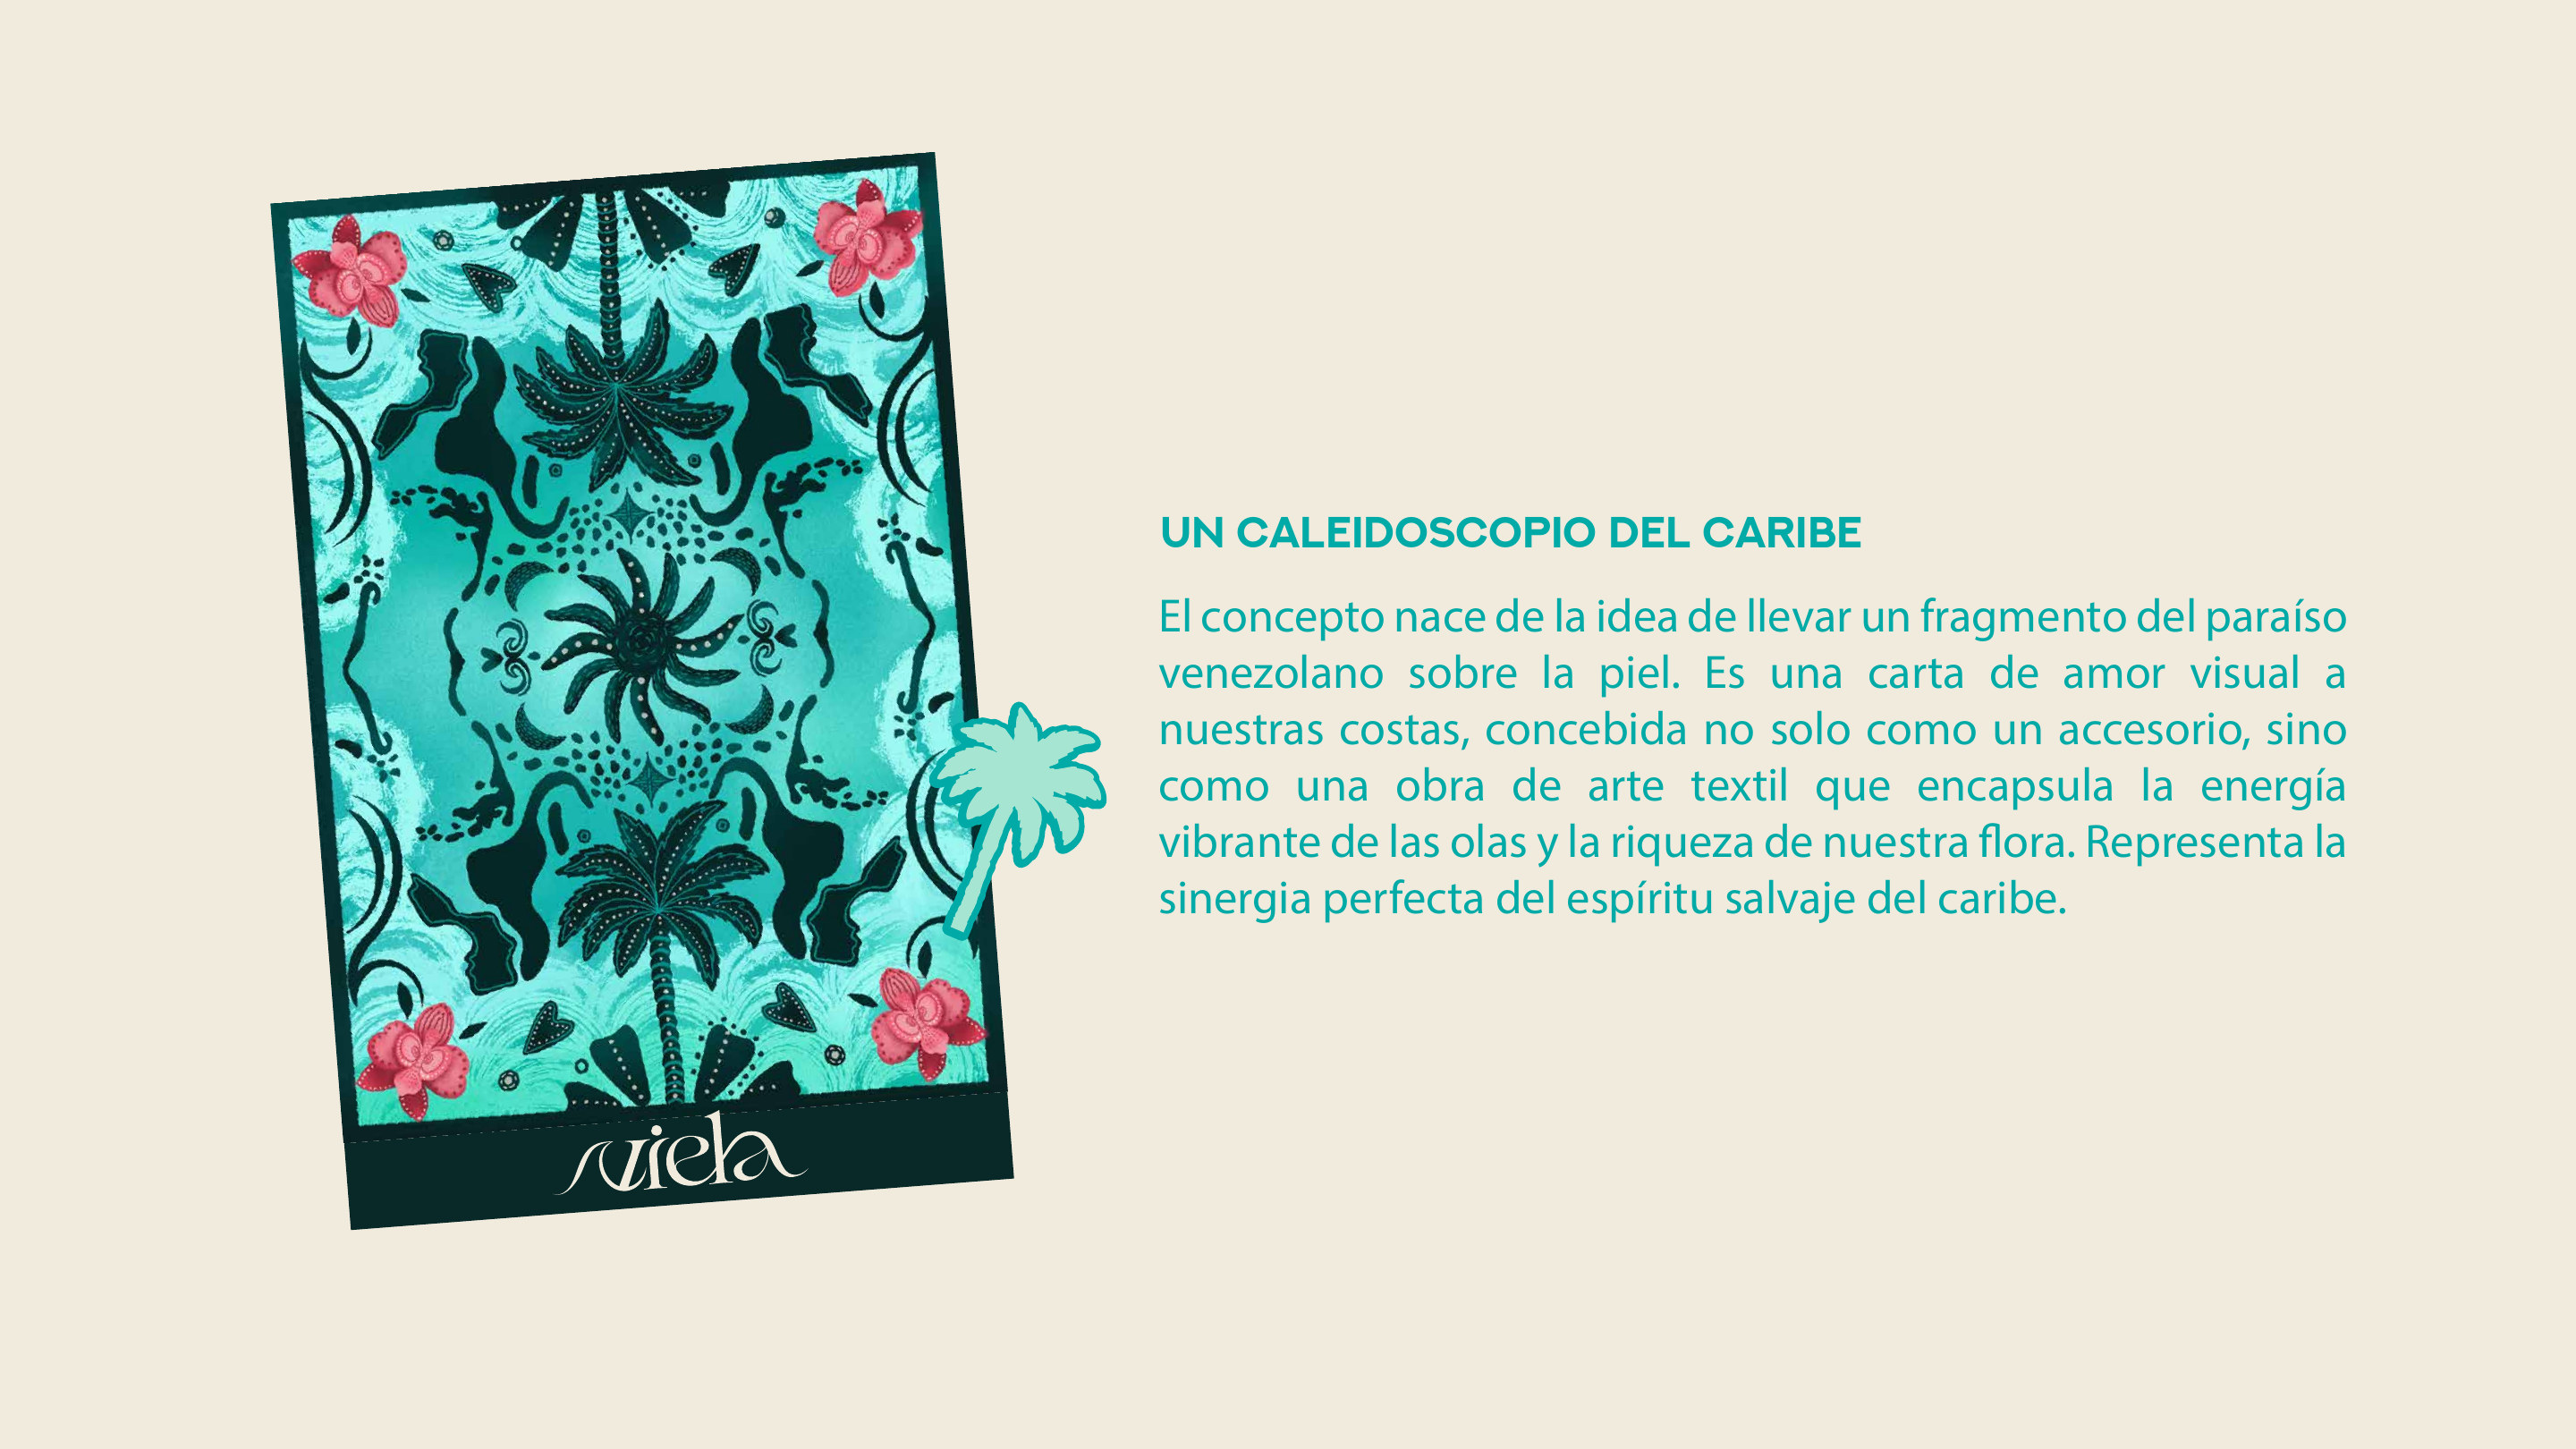 UN CALEIDOSCOPIO DEL CARIBE
El concepto nace de la idea de llevar un fragmento del paraíso
venezolano sobre la piel. Es una carta de amor visual a
nuestras costas, concebida no solo como un accesorio, sino
como una obra de arte textil que encapsula la energía
vibrante de las olas y la riqueza de nuestra flora. Representa la
sinergia perfecta del espíritu salvaje del caribe.